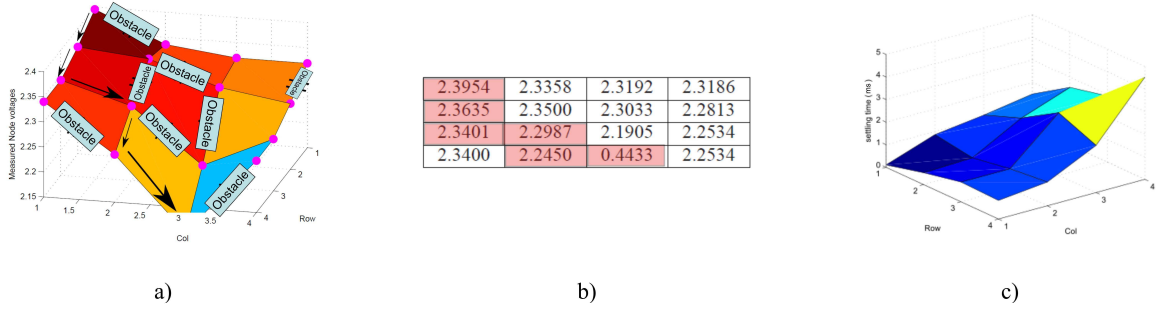 Obstacle
Obstacle
Obstacle
Obstacle
Obstacle
Obstacle
Obstacle
Obstacle
Obstacle
Measured Node voltages
2.4
2.35
2.3
2.25
2.2
2.15
1
1.5
2
2.5
3
3.5
4
Col
4
3
2
1
Row
a)
2.3954 2.3358 2.3192 2.3186
2.3635 2.3500 2.3033 2.2813
2.3401 2.2987 2.1905 2.2534
2.3400 2.2450 0.4433 2.2534
b)
settling time (ms)
5
4
3
2
1
0
1
2
3
4
Row
1
2
3
4
Col
c)